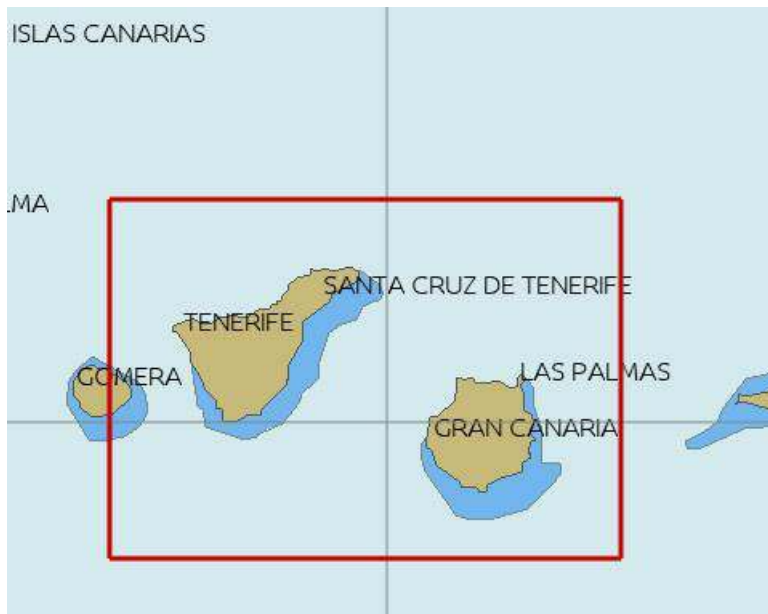 ISLAS CANARIAS
LMA
SANTA CRUZ DE TENERIFE
TENERIFE
LAS PALMAS
GOMERA
GRAN CANARIA